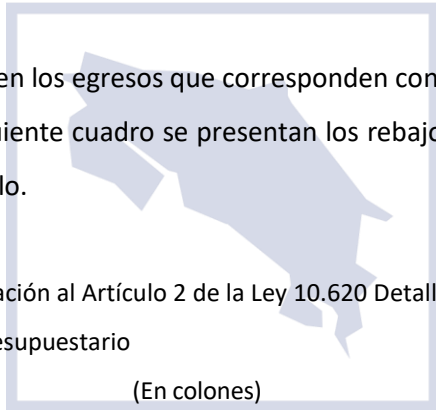 en los egresos que corresponden con
uiente cuadro se presentan los rebajo
lo.
ación al Artículo 2 de la Ley 10.620 Detall
esupuestario
(En colones)